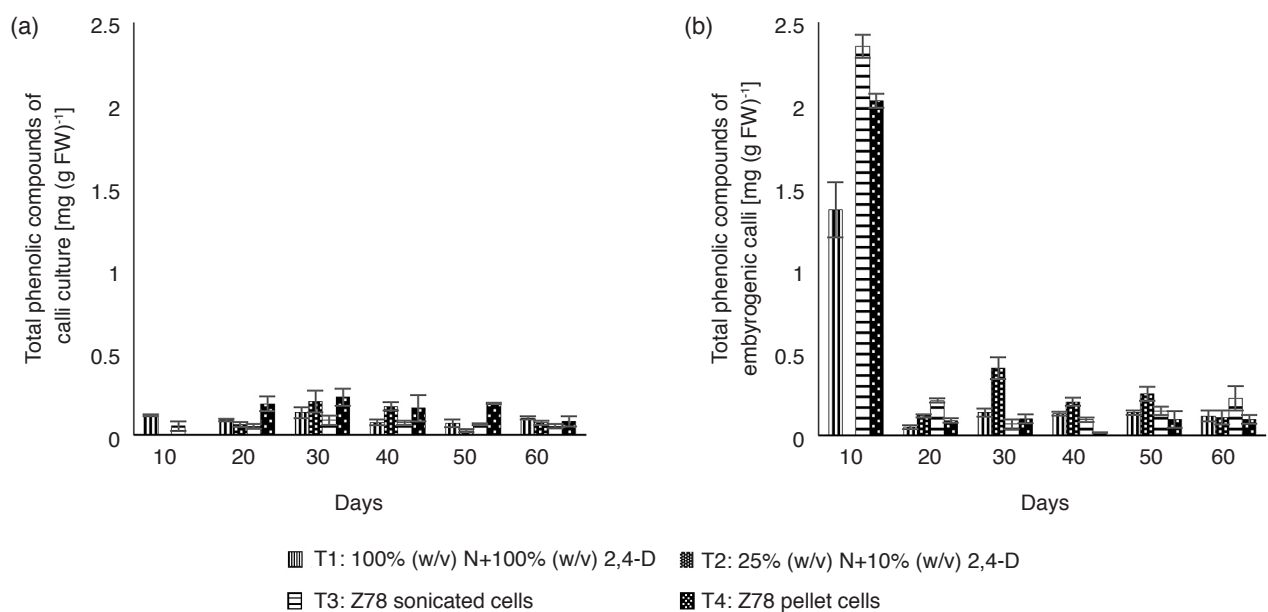 (a)
Total phenolic compounds of
calli culture [mg (g FW)-1]
2.5
2
1.5
1
0.5
0
10 20 30 40 50 60
Days
(b)
Total phenolic compounds of
embyrogenic calli [mg (g FW)-1]
2.5
2
1.5
1
0.5
0
10 20 30 40 50 60
Days
T1: 100% (w/v) N+100% (w/v) 2,4-D
T2: 25% (w/v) N+10% (w/v) 2,4-D
T3: Z78 sonicated cells
T4: Z78 pellet cells